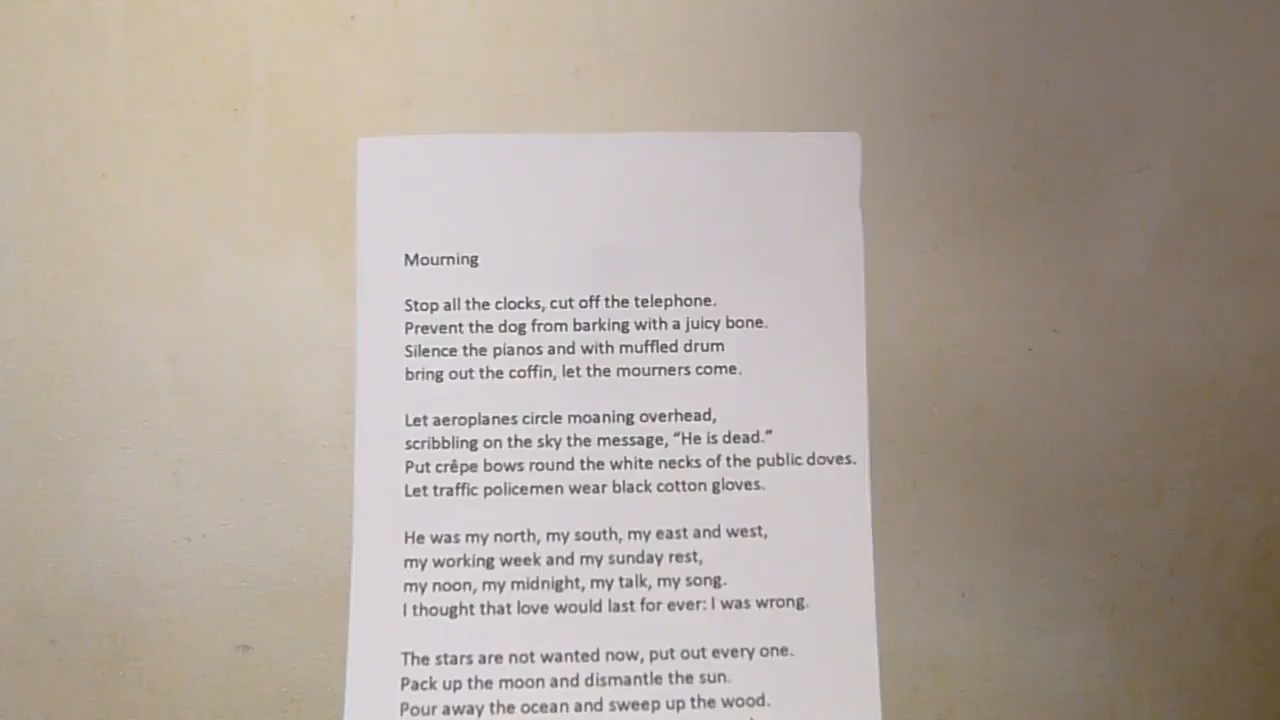 Mourning
Stop all the clocks, cut off the telephone.
Prevent the dog from barking with a juicy bone.
Silence the pianos and with muffled drum
bring out the coffin, let the mourners come.
Let aeroplanes circle moaning overhead,
scribbling on the sky the message, “He is dead.”
Put crêpe bows round the white necks of the public doves.
Let traffic policemen wear black cotton gloves.
He was my north, my south, my east and west,
my working week and my sunday rest,
my noon, my midnight, my talk, my song.
I thought that love would last for ever: I was wrong.
The stars are not wanted now, put out every one.
Pack up the moon and dismantle the sun.
Pour away the ocean and sweep up the wood.